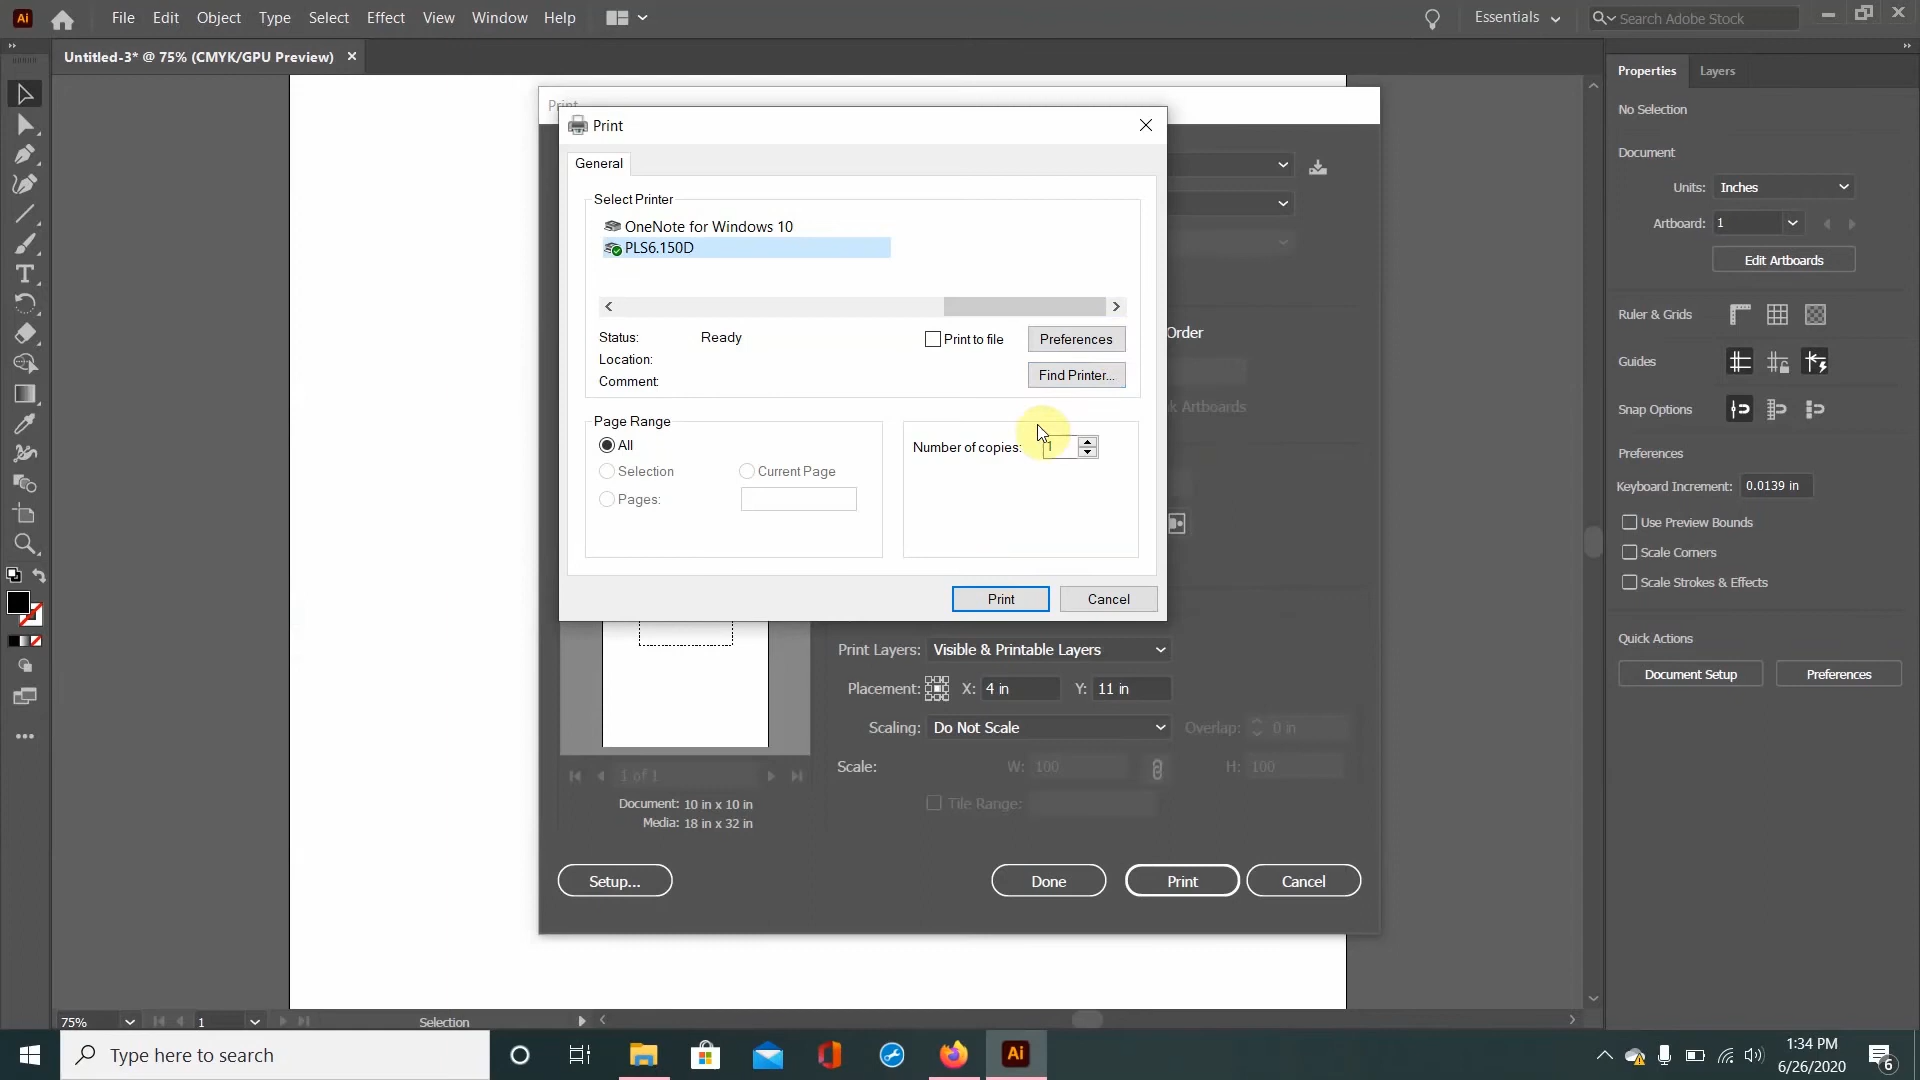 Ai File Edit Object Type Select Effect View Window Help Essentials Search Adobe Stock
Untitled-3* @ 75% (CMYK/GPU Preview)
Properties Layers
No Selection
Document
Units: Inches
Artboard: 1
Edit Artboards
Ruler & Grids
Guides
Snap Options
Preferences
Keyboard Increment: 0.0139 in
Use Preview Bounds
Scale Corners
Scale Strokes & Effects
Quick Actions
Document Setup Preferences
Print
Print
General
Select Printer
OneNote for Windows 10
PLS6.150D
Status: Ready
Print to file
Preferences
Location:
Find Printer...
Comment:
Page Range
All
Selection Current Page
Pages:
Number of copies: 1
Print Cancel
Order
k Artboards
Print Layers: Visible & Printable Layers
Placement: X: 4 in Y: 11 in
Scaling: Do Not Scale Overlap: 0 in
Scale: W: 100 H: 100
Tile Range:
1 of 1
Document: 10 in x 10 in
Media: 18 in x 32 in
Setup... Done Print Cancel
75% 1 Selection
Type here to search
Ai
1:34 PM
6/26/2020
6